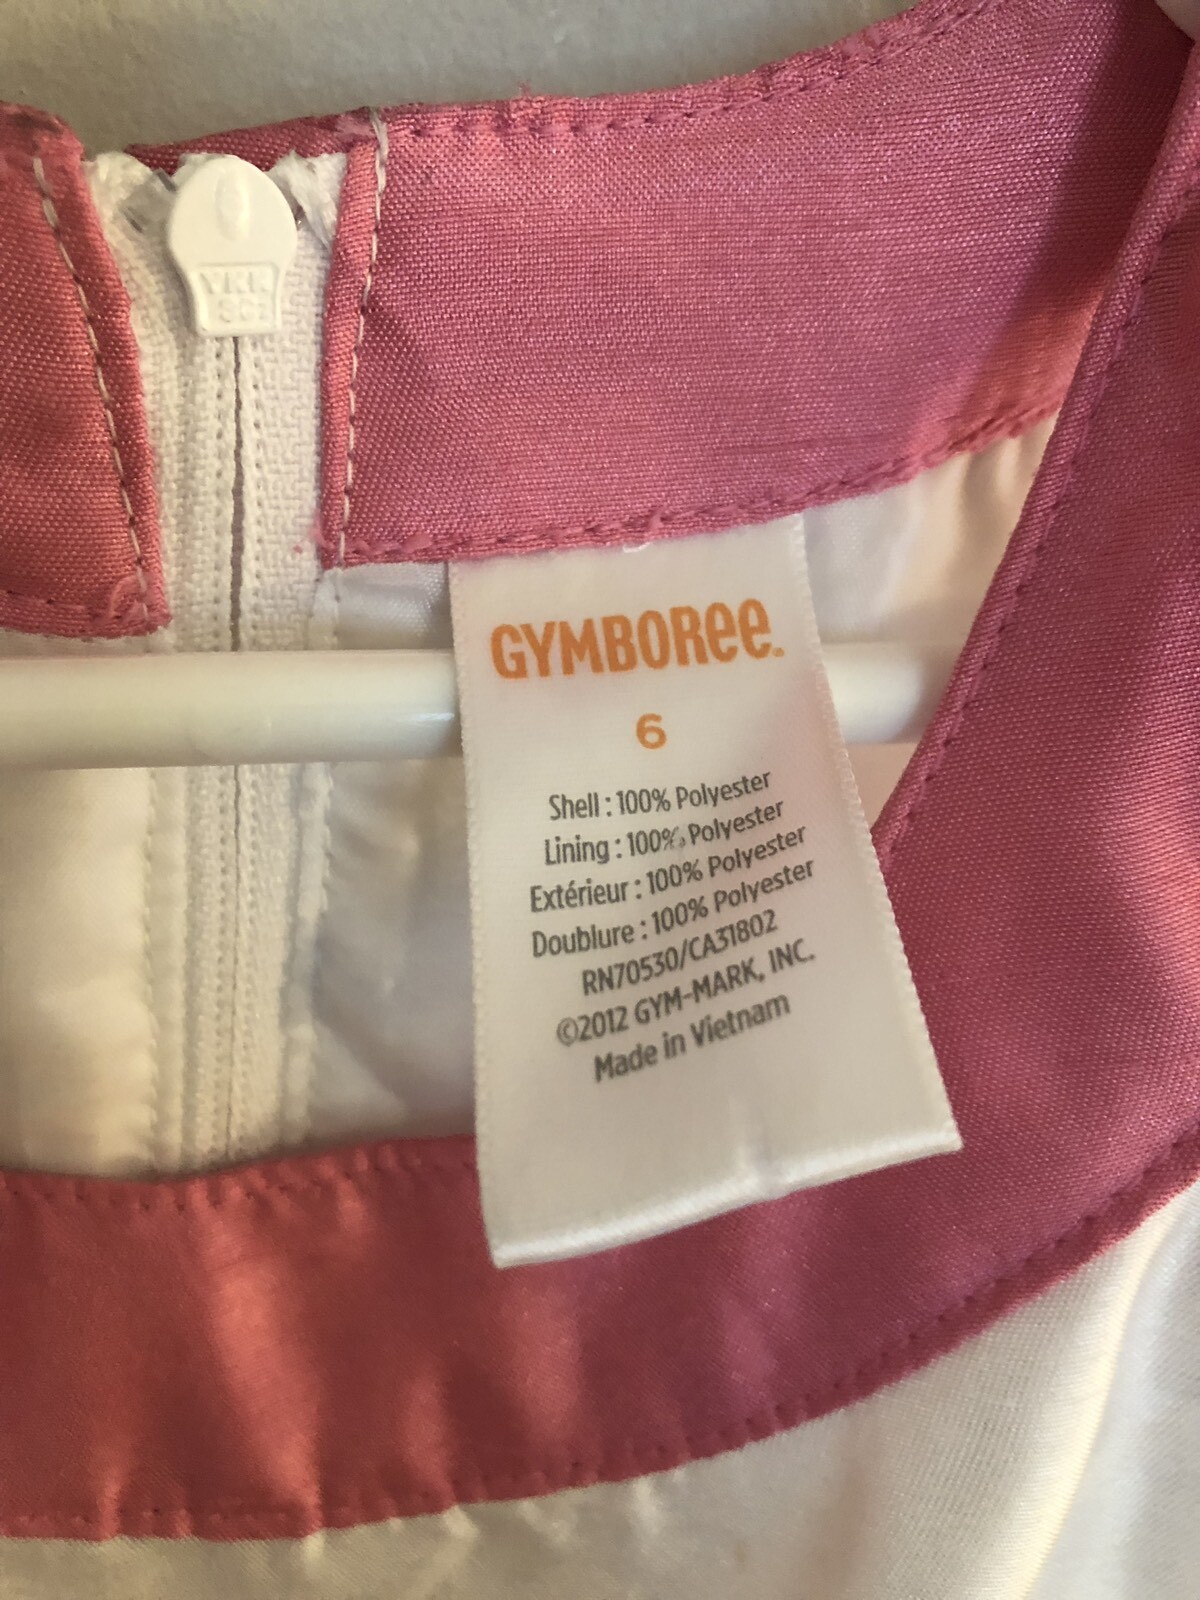 YKK
GYMBOREE
6
Shell : 100% Polyester
Lining : 100% Polyester
Extérieur : 100% Polyester
Doublure : 100% Polyester
RN70530/CA31802
©2012 GYM-MARK, INC.
Made in Vietnam